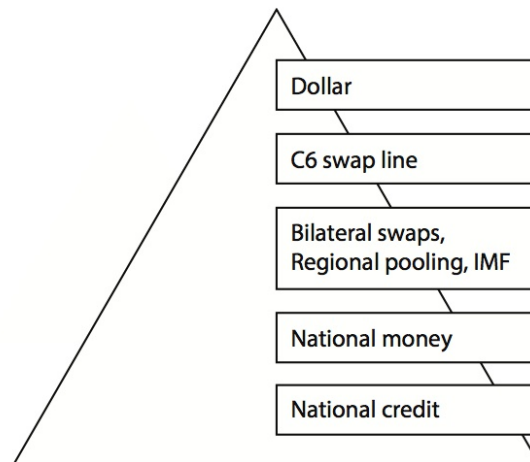 Dollar
C6 swap line
Bilateral swaps,
Regional pooling, IMF
National money
National credit